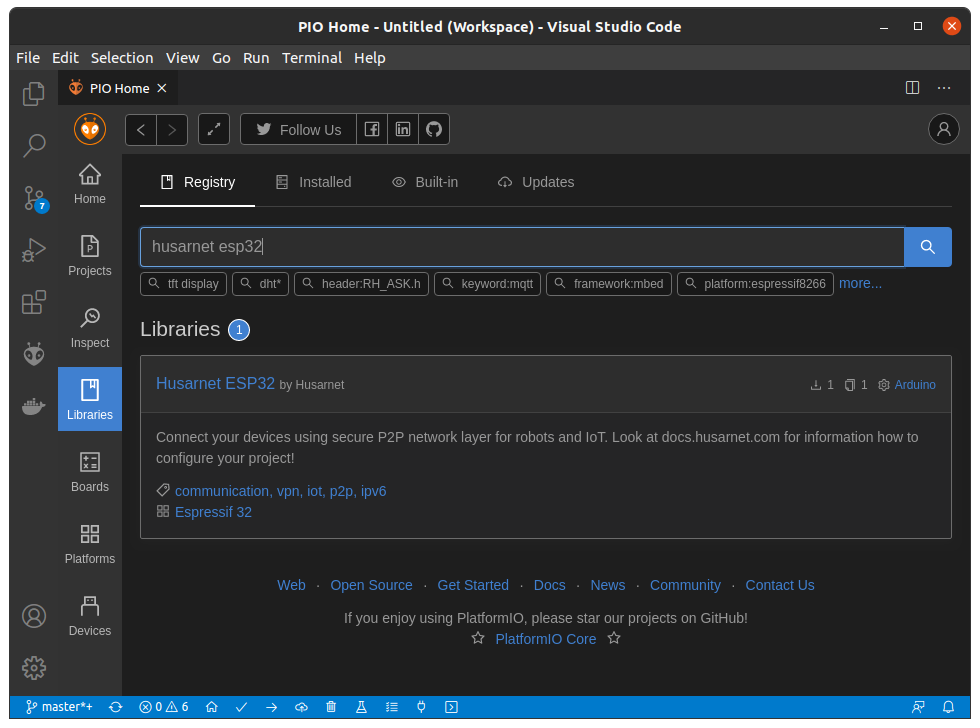 PIO Home - Untitled (Workspace) - Visual Studio Code
File Edit Selection View Go Run Terminal Help
PIO Home
Follow Us
7
Home
Projects
Inspect
Libraries
Boards
Platforms
Devices
Registry Installed Built-in Updates
husarnet esp32
tft display dht* header:RH_ASK.h keyword:mqtt framework:mbed platform:espressif8266 more...
Libraries 1
Husarnet ESP32 by Husarnet 1 1 Arduino
Connect your devices using secure P2P network layer for robots and IoT. Look at docs.husarnet.com for information how to
configure your project!
communication, vpn, iot, p2p, ipv6
Espressif 32
Web · Open Source · Get Started · Docs · News · Community · Contact Us
If you enjoy using PlatformIO, please star our projects on GitHub!
PlatformIO Core
master*+ 0 6